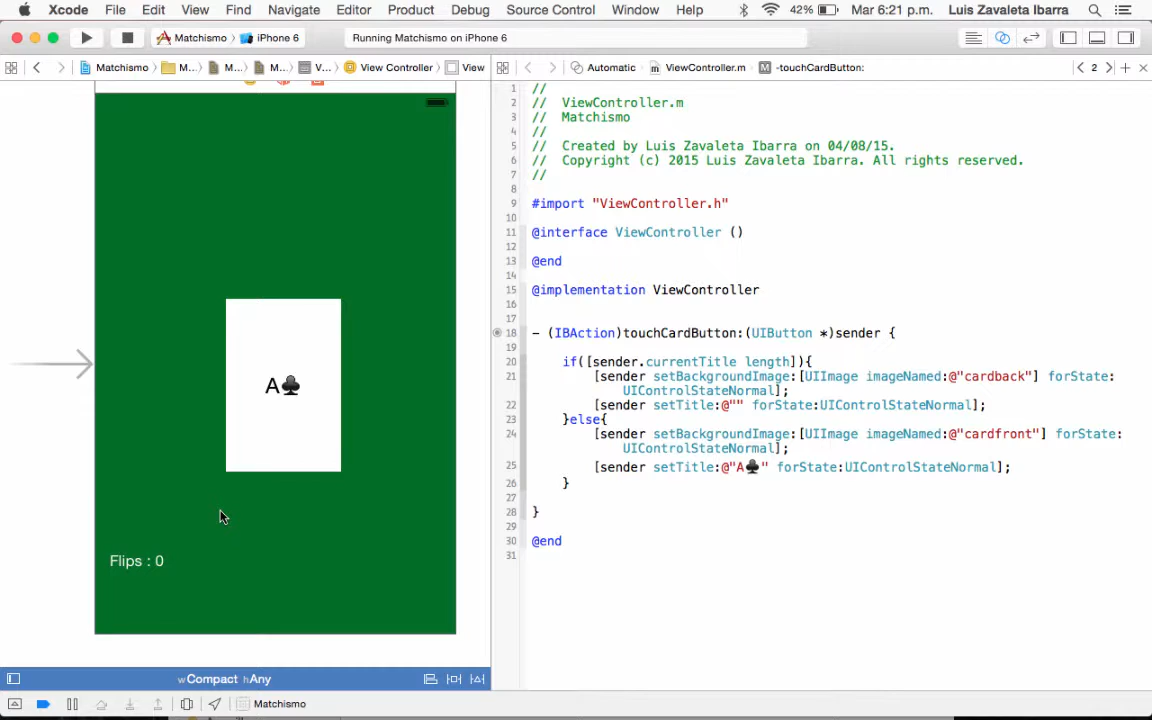 Xcode File Edit View Find Navigate Editor Product Debug Source Control Window Help 42% Mar 6:21 p.m. Luis Zavaleta Ibarra
Matchismo iPhone 6 Running Matchismo on iPhone 6
Matchismo M... M... M... V... View Controller View Automatic ViewController.m M -touchCardButton: 2
1 //
2 // ViewController.m
3 // Matchismo
4 //
5 // Created by Luis Zavaleta Ibarra on 04/08/15.
6 // Copyright (c) 2015 Luis Zavaleta Ibarra. All rights reserved.
7 //
8
9 #import "ViewController.h"
10
11 @interface ViewController ()
12
13 @end
14
15 @implementation ViewController
16
17
18 - (IBAction)touchCardButton:(UIButton *)sender {
19
20 if([sender.currentTitle length]){
21 [sender setBackgroundImage:[UIImage imageNamed:@"cardback"] forState:
UIControlStateNormal];
22 [sender setTitle:@"" forState:UIControlStateNormal];
23 }else{
24 [sender setBackgroundImage:[UIImage imageNamed:@"cardfront"] forState:
UIControlStateNormal];
25 [sender setTitle:@"A♣" forState:UIControlStateNormal];
26 }
27
28 }
29
30 @end
31
A♣
Flips : 0
wCompact hAny
Matchismo